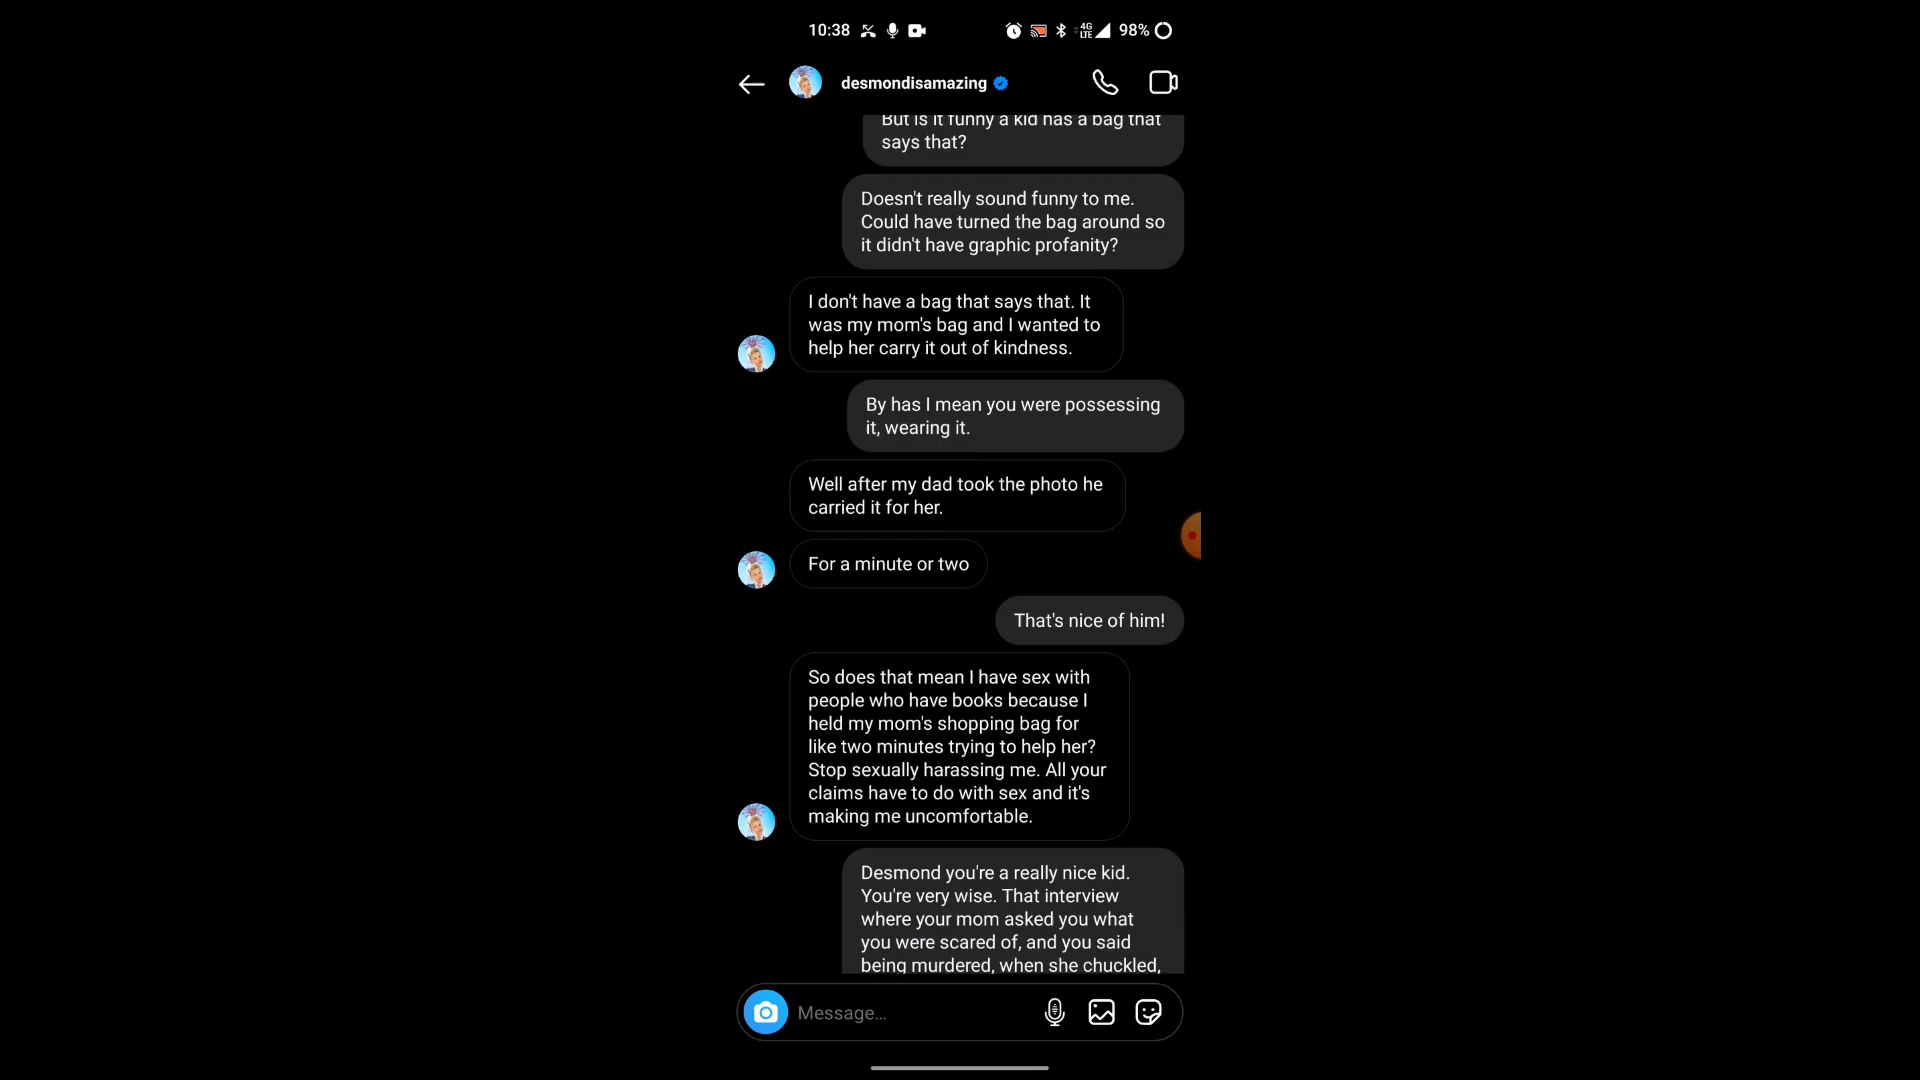 10:38
4G
LTE
98%
desmondisamazing
But is it funny a kid has a bag that
says that?
Doesn't really sound funny to me.
Could have turned the bag around so
it didn't have graphic profanity?
I don't have a bag that says that. It
was my mom's bag and I wanted to
help her carry it out of kindness.
By has I mean you were possessing
it, wearing it.
Well after my dad took the photo he
carried it for her.
For a minute or two
That's nice of him!
So does that mean I have sex with
people who have books because I
held my mom's shopping bag for
like two minutes trying to help her?
Stop sexually harassing me. All your
claims have to do with sex and it's
making me uncomfortable.
Desmond you're a really nice kid.
You're very wise. That interview
where your mom asked you what
you were scared of, and you said
being murdered, when she chuckled,
Message...